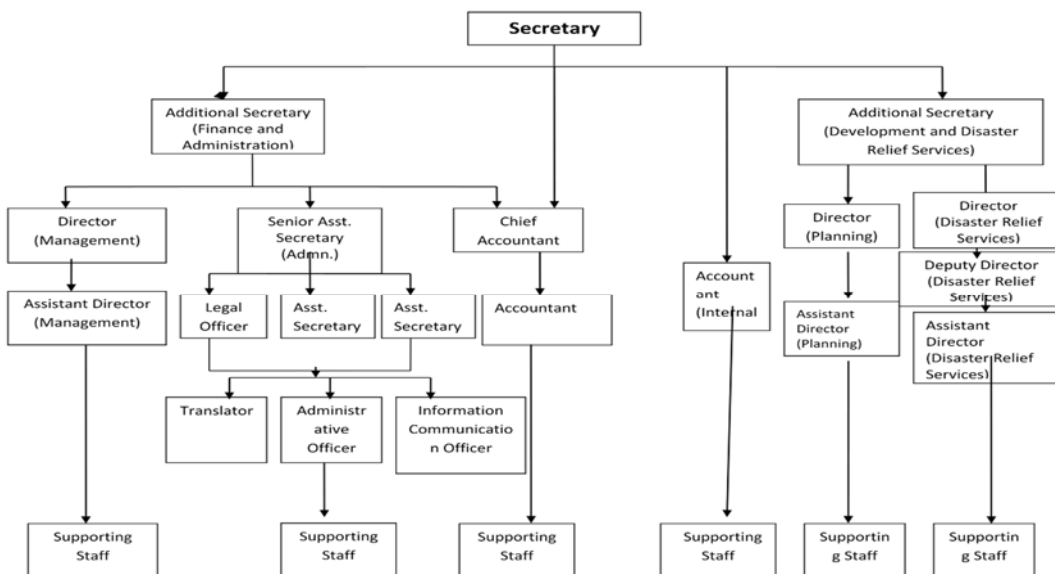 Secretary
Additional Secretary
(Finance and
Administration)
Additional Secretary
(Development and Disaster
Relief Services)
Director
(Management)
Senior Asst.
Secretary
(Admn.)
Chief
Accountant
Director
(Planning)
Director
(Disaster Relief
Services)
Account
ant
(Internal
Deputy Director
(Disaster Relief
Services)
Assistant Director
(Management)
Legal
Officer
Asst.
Secretary
Asst.
Secretary
Accountant
Assistant
Director
(Planning)
Assistant
Director
(Disaster Relief
Services)
Translator
Administr
ative
Officer
Information
Communicatio
n Officer
Supporting
Staff
Supporting
Staff
Supporting
Staff
Supporting
Staff
Supportin
g Staff
Supportin
g Staff